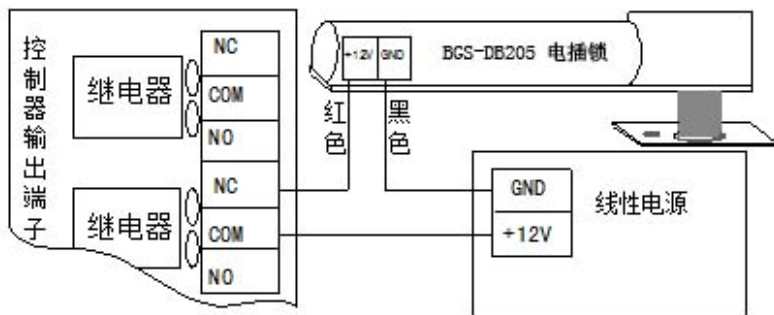 控制器输出端子
继电器
NC
COM
NO
继电器
NC
COM
NO
+12V
GND
BGS-DB205 电插锁
红色
黑色
GND
+12V
线性电源